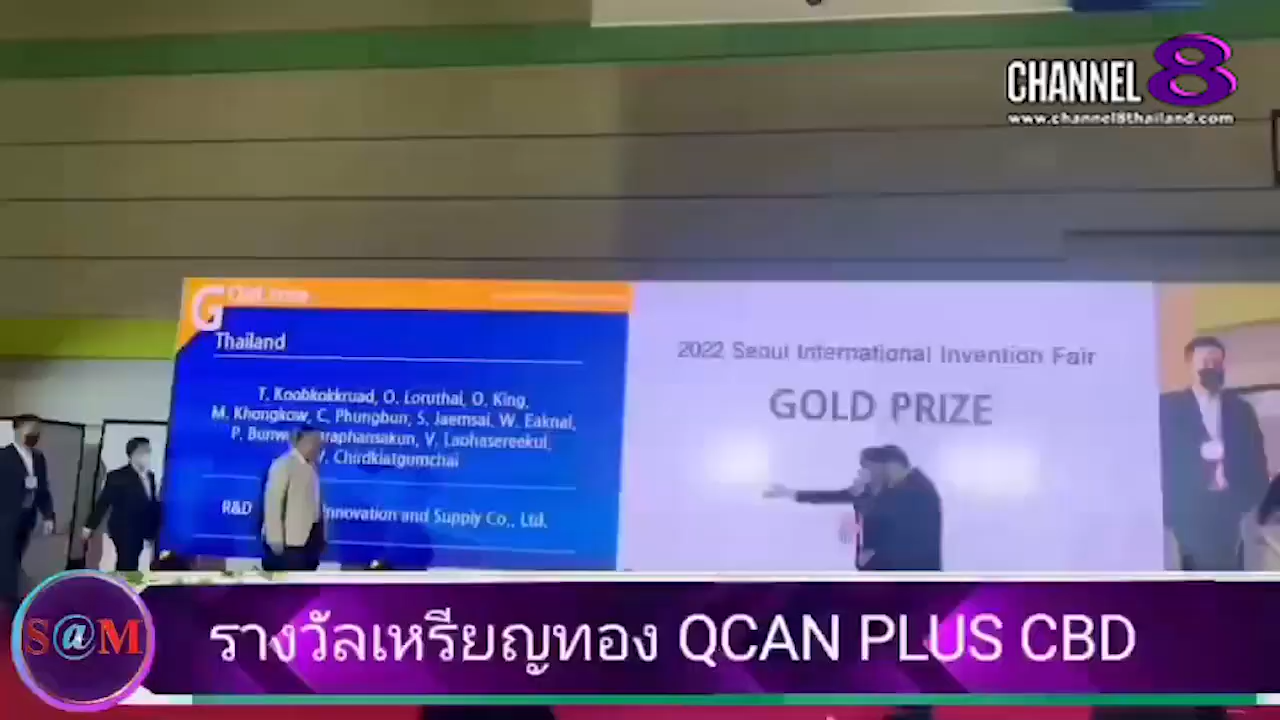 CHANNEL 8
www.channel8thailand.com
G
Thailand
T. Koobkokkruad, O. Loruthai, O. King,
M. Khongkow, C. Phungbun, S. Jaemsai, W. Eaknai,
P. V. Laohasereekul,
Chirdkiatgumchai
R&D Innovation and Supply Co., Ltd.
2022 Seoul International Invention Fair
GOLD PRIZE
S@M
รางวัลเหรียญทอง QCAN PLUS CBD